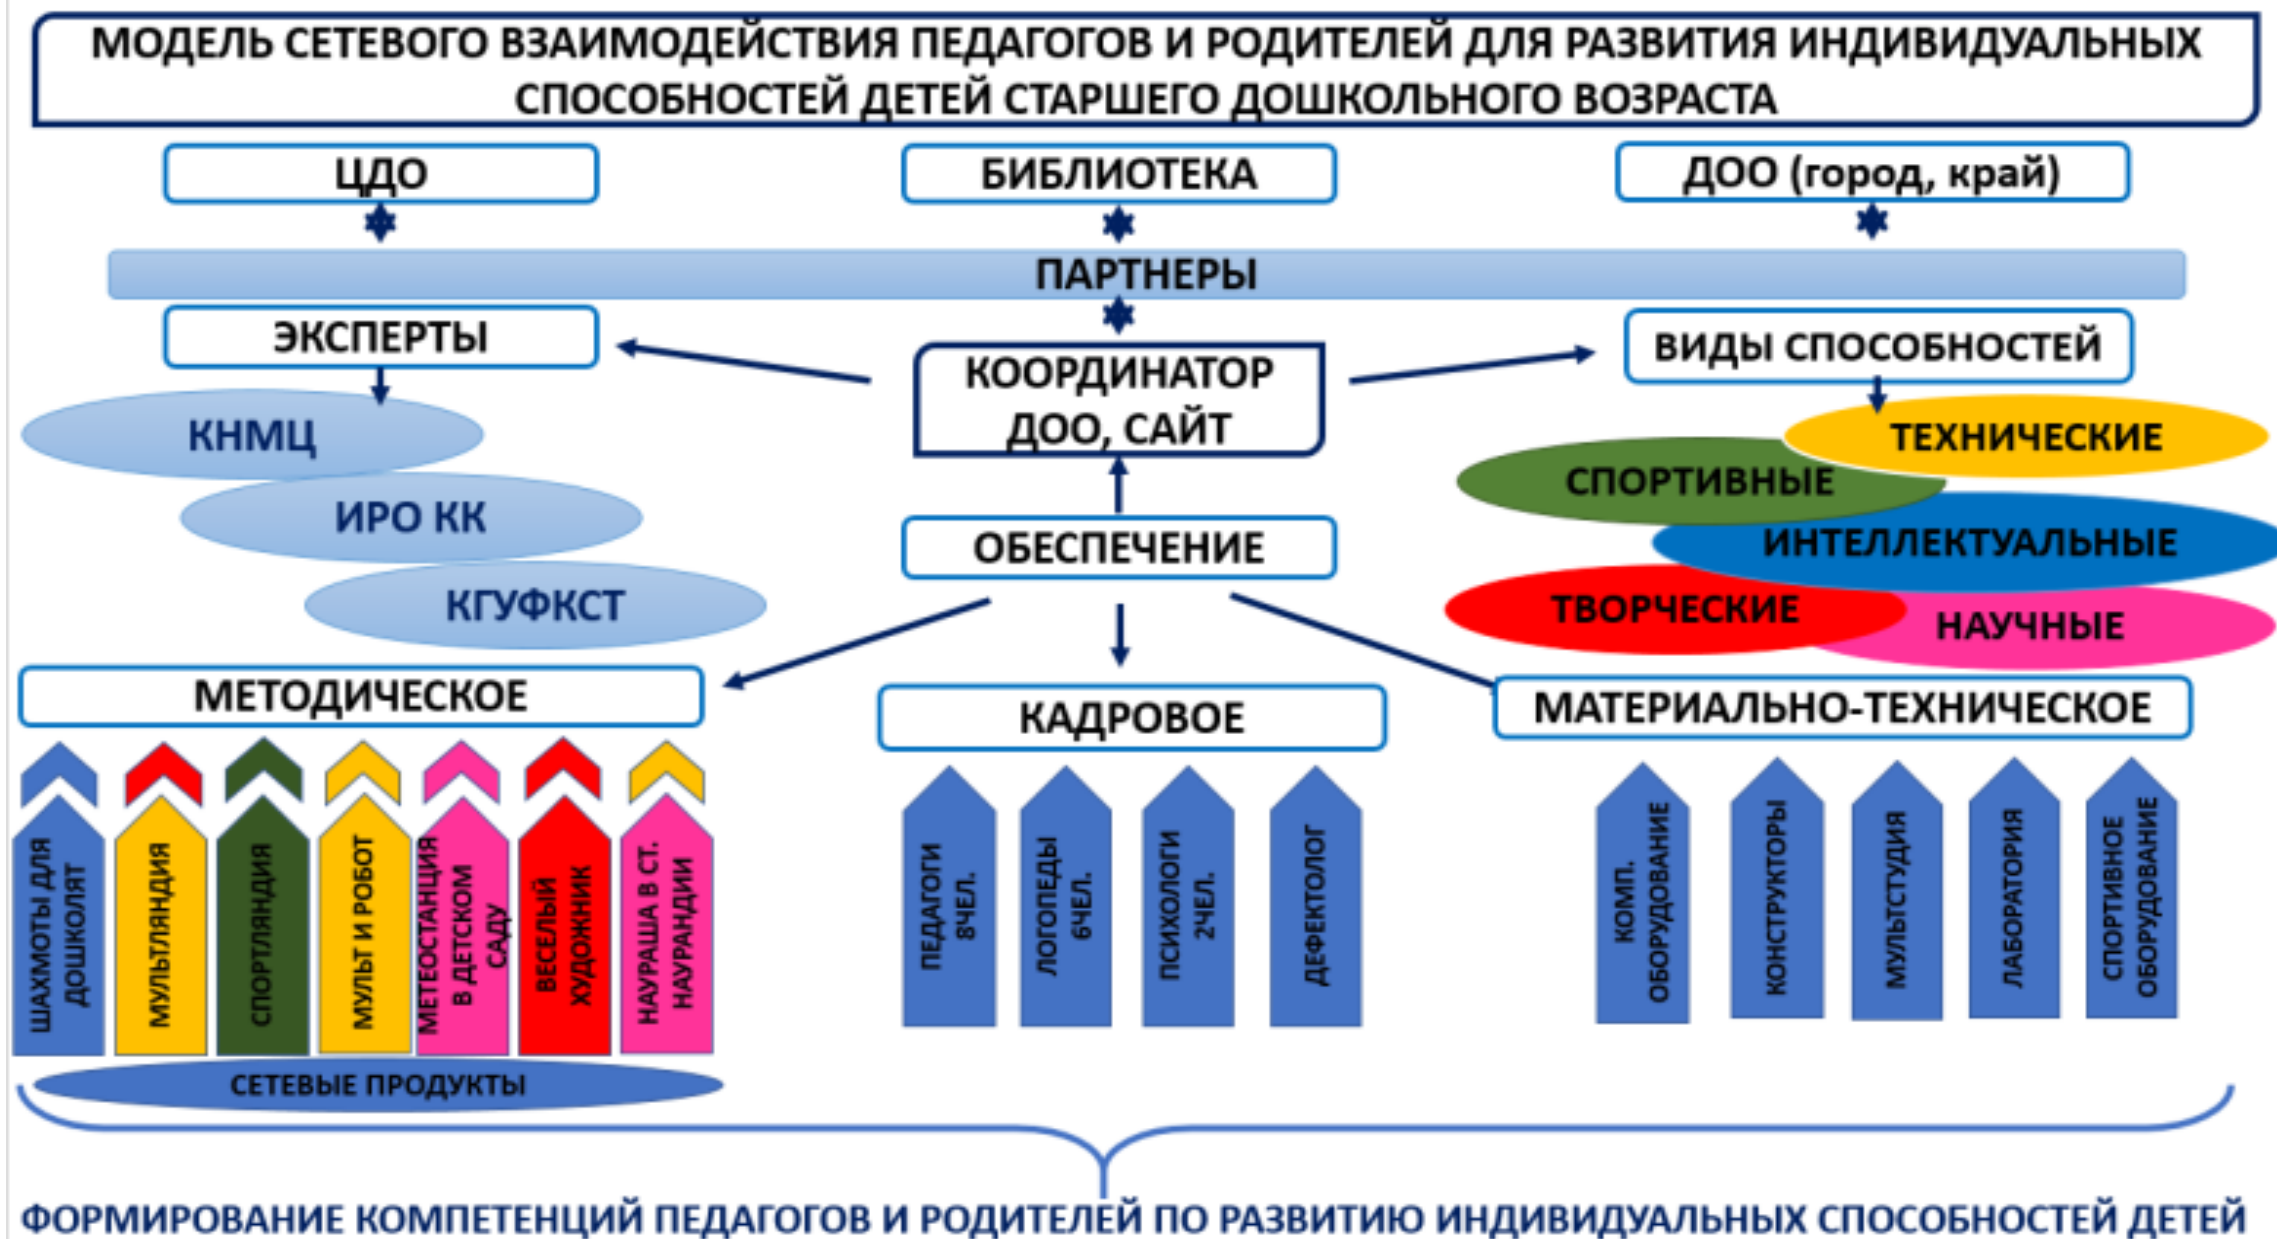 МОДЕЛЬ СЕТЕВОГО ВЗАИМОДЕЙСТВИЯ ПЕДАГОГОВ И РОДИТЕЛЕЙ ДЛЯ РАЗВИТИЯ ИНДИВИДУАЛЬНЫХ
СПОСОБНОСТЕЙ ДЕТЕЙ СТАРШЕГО ДОШКОЛЬНОГО ВОЗРАСТА
ЦДО
БИБЛИОТЕКА
ДОО (город, край)
ПАРТНЕРЫ
ЭКСПЕРТЫ
КООРДИНАТОР
ДОО, САЙТ
ВИДЫ СПОСОБНОСТЕЙ
КНМЦ
ИРО КК
КГУФКСТ
ТЕХНИЧЕСКИЕ
СПОРТИВНЫЕ
ИНТЕЛЛЕКТУАЛЬНЫЕ
ТВОРЧЕСКИЕ
НАУЧНЫЕ
ОБЕСПЕЧЕНИЕ
МЕТОДИЧЕСКОЕ
КАДРОВОЕ
МАТЕРИАЛЬНО-ТЕХНИЧЕСКОЕ
ШАХМОТЫ ДЛЯ
ДОШКОЛЯТ
МУЛЬТЛЯНДИЯ
СПОРТЛЯНДИЯ
МУЛЬТ И РОБОТ
МЕТЕОСТАНЦИЯ
В ДЕТСКОМ
САДУ
ВЕСЕЛЫЙ
ХУДОЖНИК
НАУРАША В СТ.
НАУРАНДИИ
ПЕДАГОГИ
8ЧЕЛ.
ЛОГОПЕДЫ
6ЧЕЛ.
ПСИХОЛОГИ
2ЧЕЛ.
ДЕФЕКТОЛОГ
КОМП.
ОБОРУДОВАНИЕ
КОНСТРУКТОРЫ
МУЛЬТСТУДИЯ
ЛАБОРАТОРИЯ
СПОРТИВНОЕ
ОБОРУДОВАНИЕ
СЕТЕВЫЕ ПРОДУКТЫ
ФОРМИРОВАНИЕ КОМПЕТЕНЦИЙ ПЕДАГОГОВ И РОДИТЕЛЕЙ ПО РАЗВИТИЮ ИНДИВИДУАЛЬНЫХ СПОСОБНОСТЕЙ ДЕТЕЙ